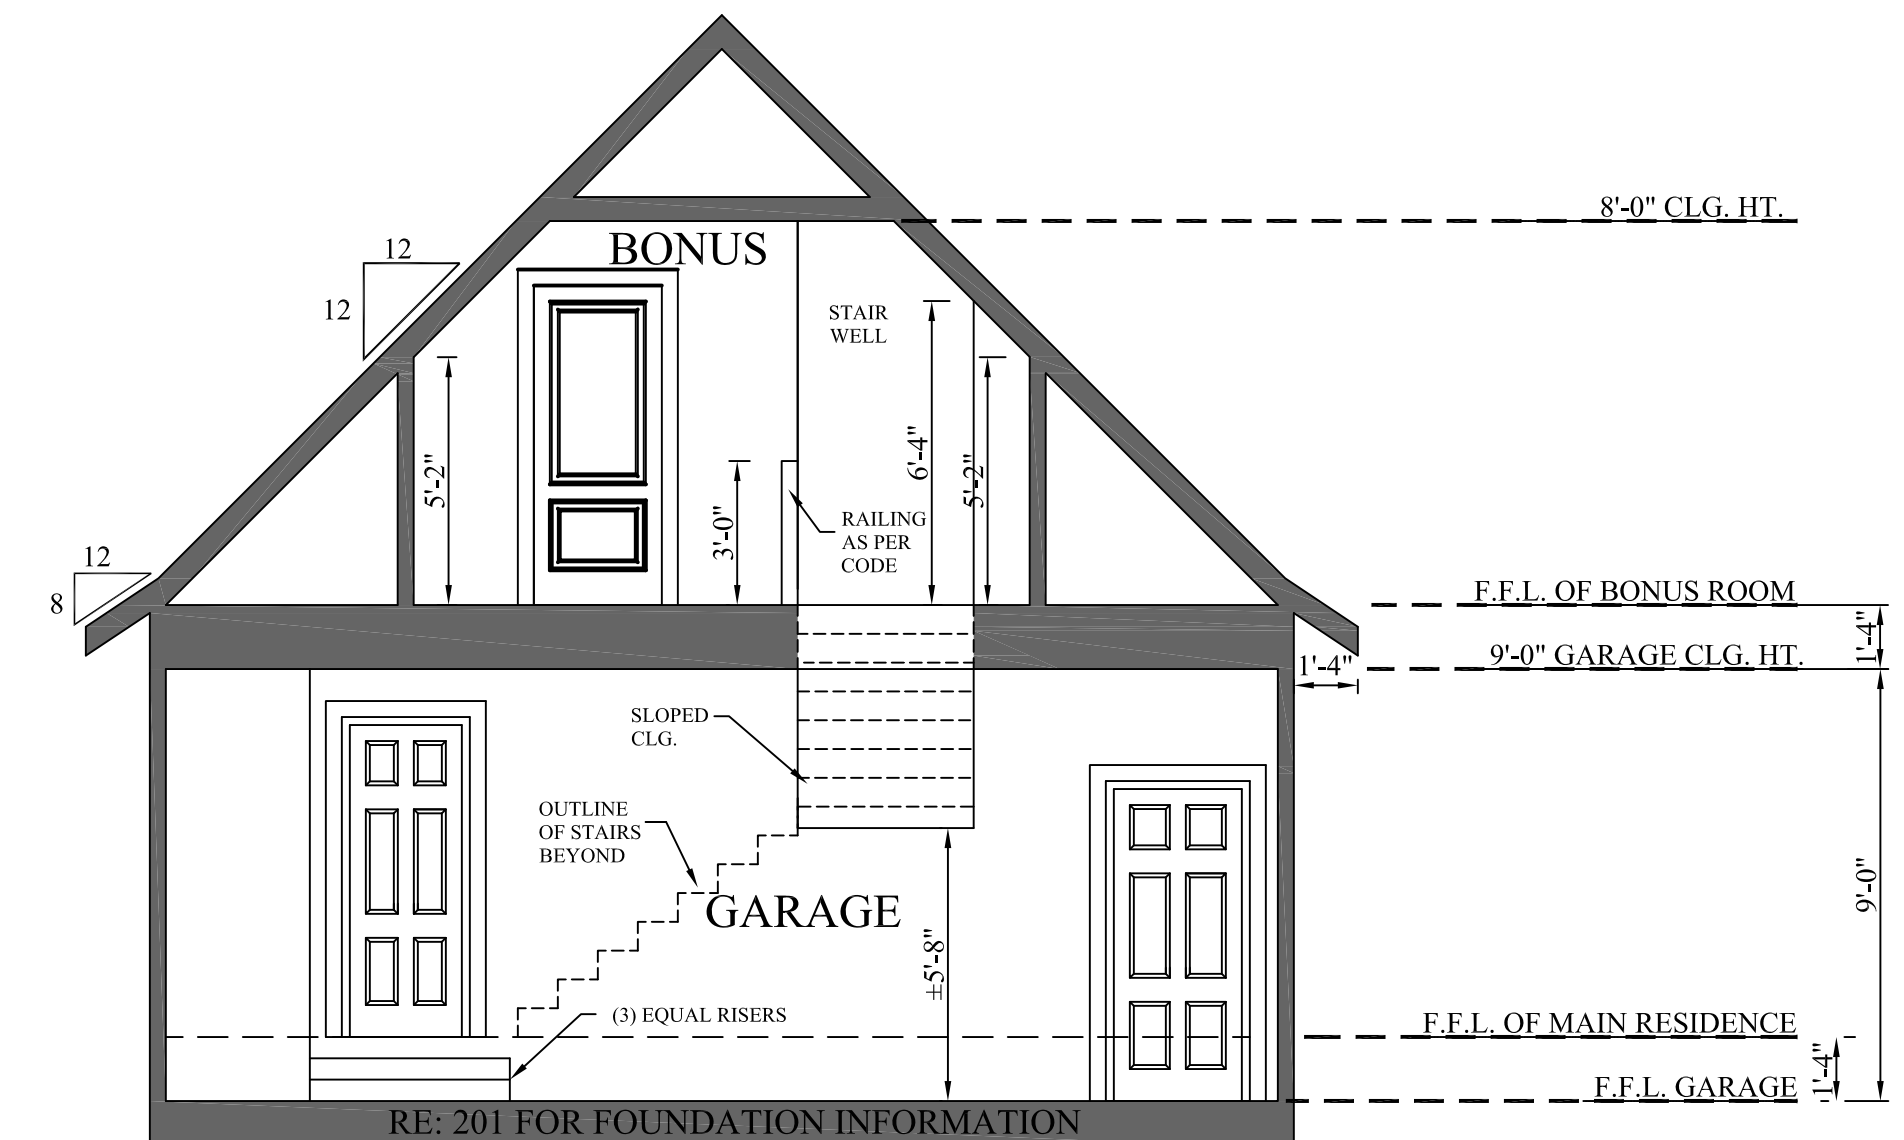 8'-0" CLG. HT.
12
12
BONUS
STAIR
WELL
5'-2"
3'-0"
6'-4"
5'-2"
RAILING
AS PER
CODE
12
8
F.F.L. OF BONUS ROOM
1'-4"
9'-0" GARAGE CLG. HT.
1'-4"
SLOPED
CLG.
OUTLINE
OF STAIRS
BEYOND
GARAGE
±5'-8"
9'-0"
(3) EQUAL RISERS
F.F.L. OF MAIN RESIDENCE
1'-4"
F.F.L. GARAGE
RE: 201 FOR FOUNDATION INFORMATION